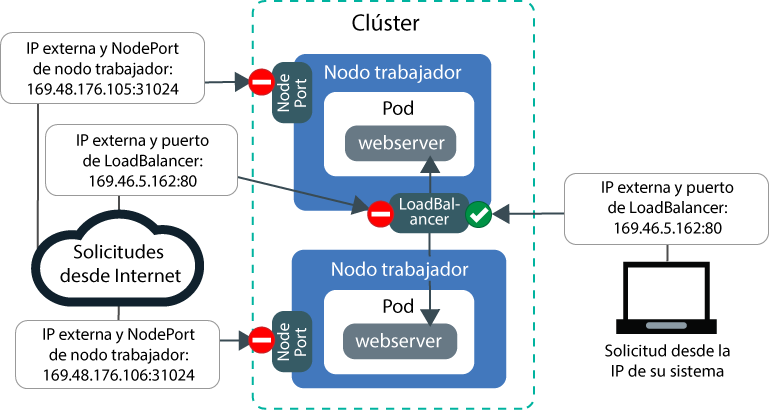 Clúster
IP externa y NodePort
de nodo trabajador:
169.48.176.105:31024
Node
Port
Nodo trabajador
Pod
webserver
IP externa y puerto
de LoadBalancer:
169.46.5.162:80
LoadBal-
ancer
IP externa y puerto
de LoadBalancer:
169.46.5.162:80
Solicitudes
desde Internet
Nodo trabajador
Pod
webserver
Node
Port
IP externa y NodePort
de nodo trabajador:
169.48.176.106:31024
Solicitud desde la
IP de su sistema